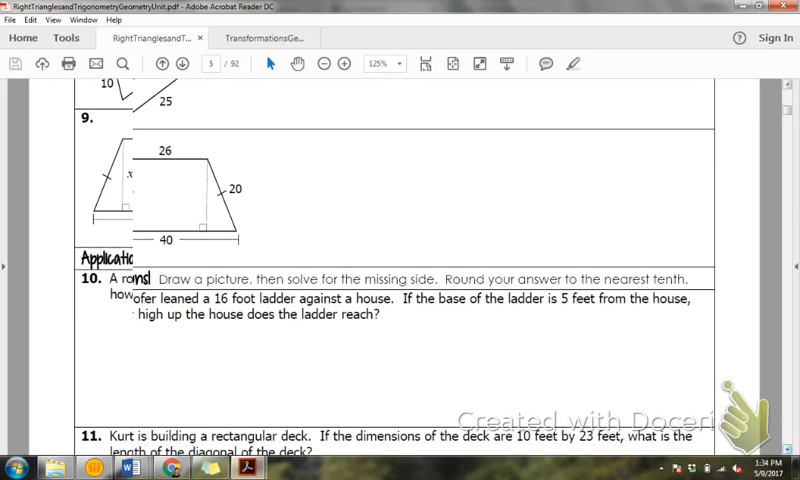 RightTrianglesandTrigonometryGeometryUnit.pdf - Adobe Acrobat Reader DC
File Edit View Window Help
Home Tools RightTrianglesandT... × TransformationsGe... Sign In
5 / 92 125%
10
25
9.
26
x
20
40
Applicatio
10. A ro
ns! Draw a picture, then solve for the missing side. Round your answer to the nearest tenth.
how
ofer leaned a 16 foot ladder against a house. If the base of the ladder is 5 feet from the house,
high up the house does the ladder reach?
Created with Doceri
11. Kurt is building a rectangular deck. If the dimensions of the deck are 10 feet by 23 feet, what is the
length of the diagonal of the deck?
1:34 PM
5/9/2017